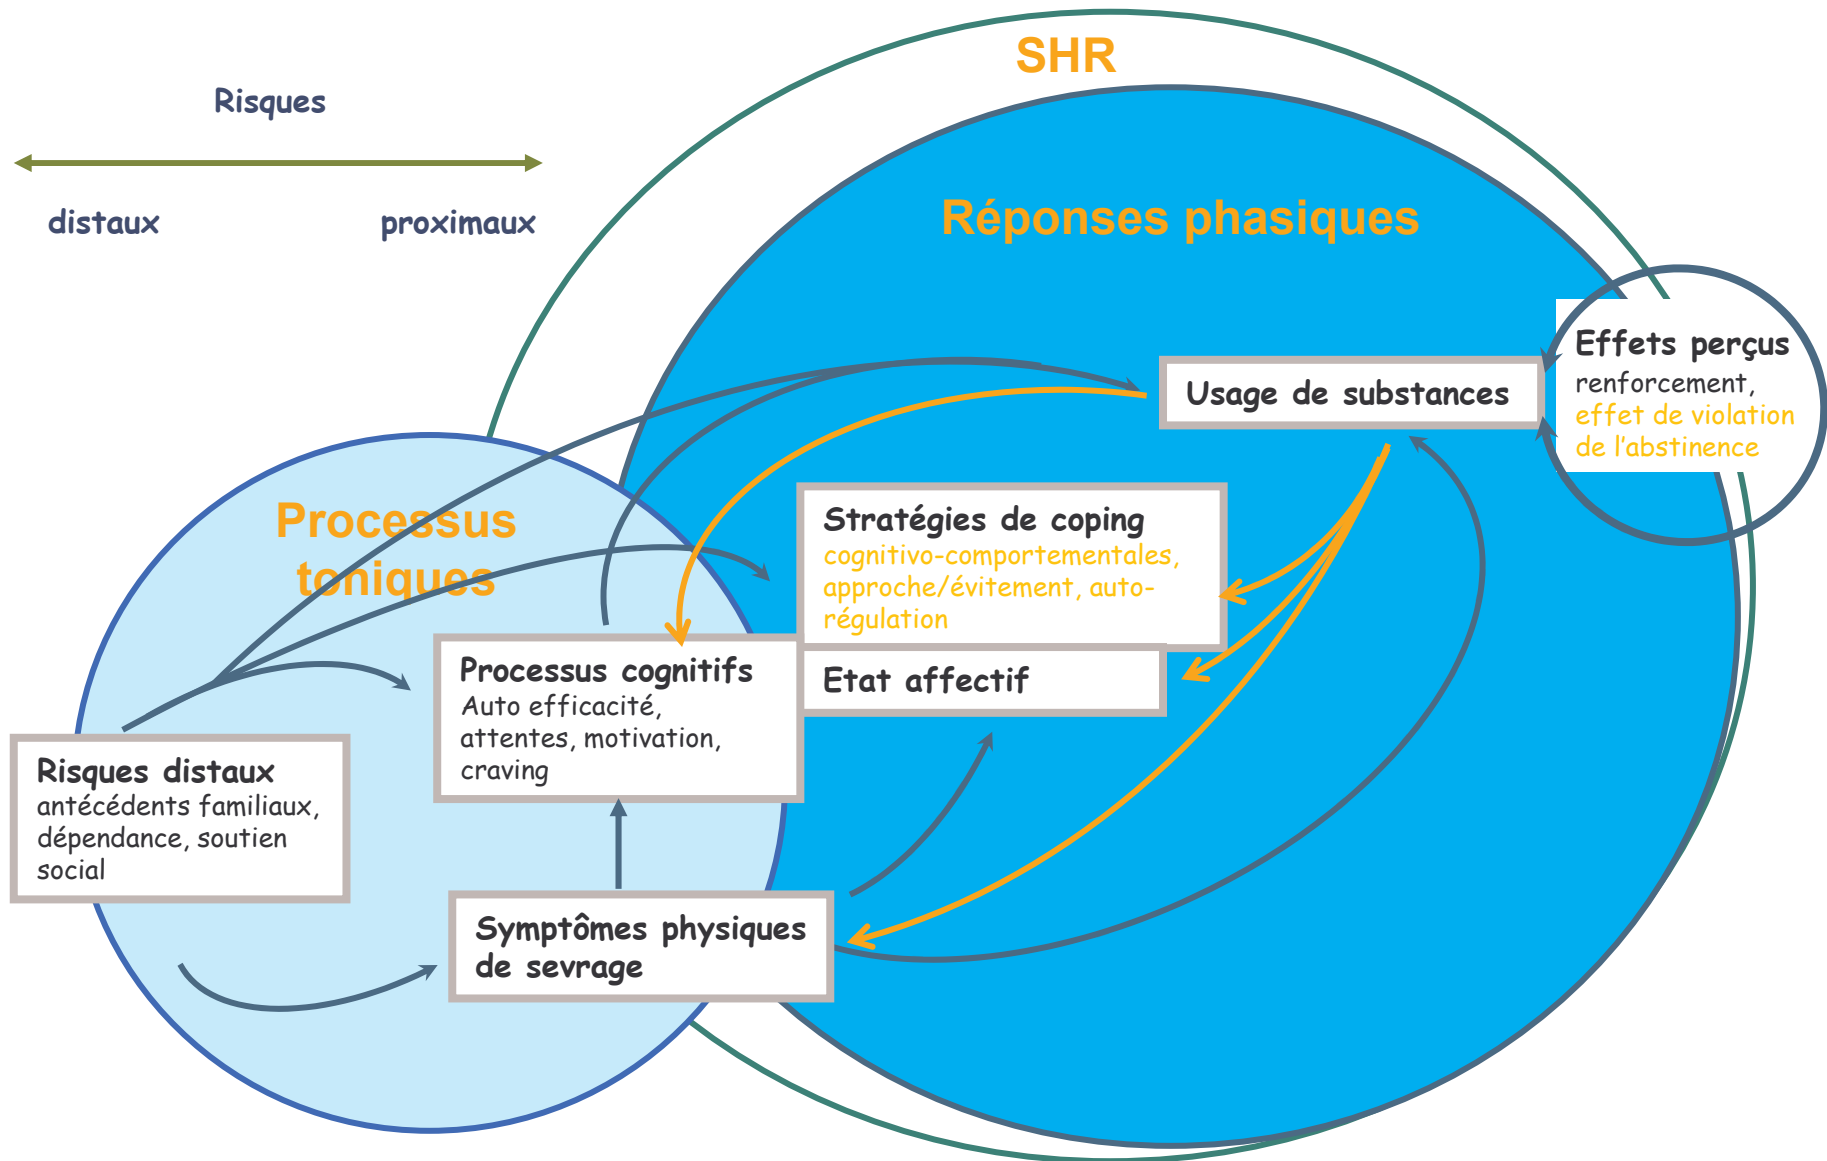 SHR
Risques
distaux
proximaux
Réponses phasiques
Effets perçus
renforcement,
effet de violation
de l'abstinence
Usage de substances
Processus
toniques
Stratégies de coping
cognitivo-comportementales,
approche/évitement, auto-
régulation
Processus cognitifs
Auto efficacité,
attentes, motivation,
craving
Etat affectif
Risques distaux
antécédents familiaux,
dépendance, soutien
social
Symptômes physiques
de sevrage